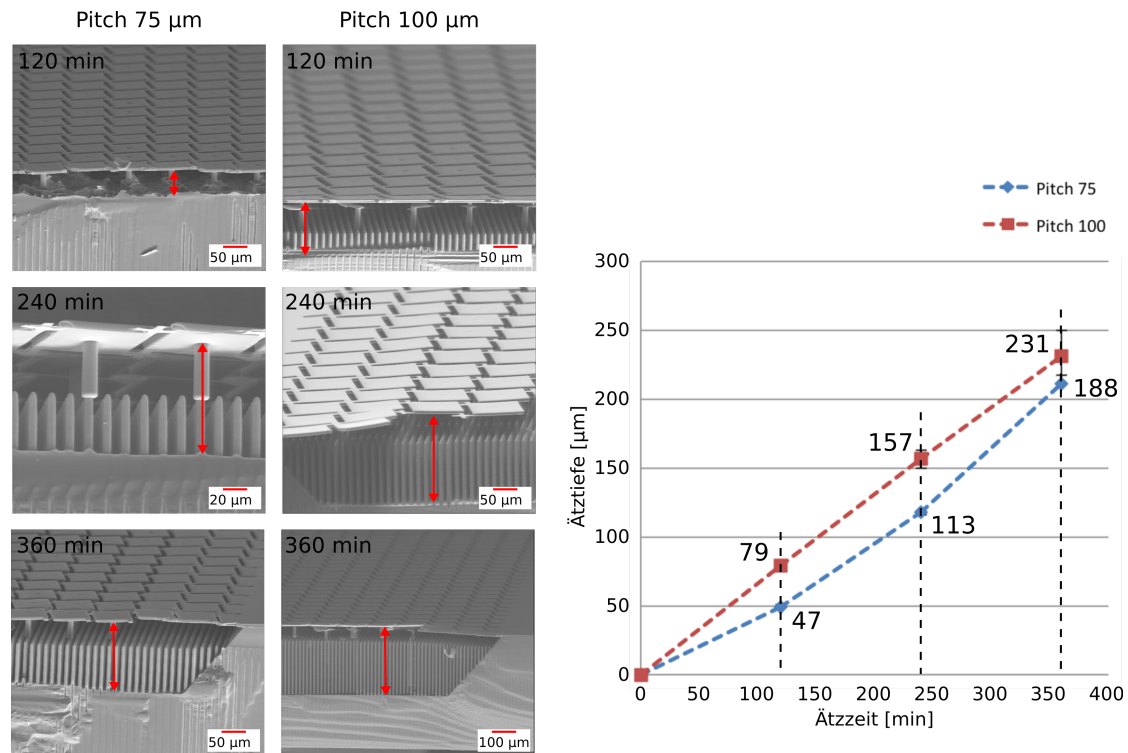 Pitch 75 µm
Pitch 100 µm
120 min
50 µm
120 min
50 µm
240 min
20 µm
240 min
50 µm
360 min
50 µm
360 min
100 µm
Pitch 75
Pitch 100
Ätztiefe [µm]
300
250
200
150
100
50
0
79
47
157
113
231
188
0 50 100 150 200 250 300 350 400
Ätzzeit [min]